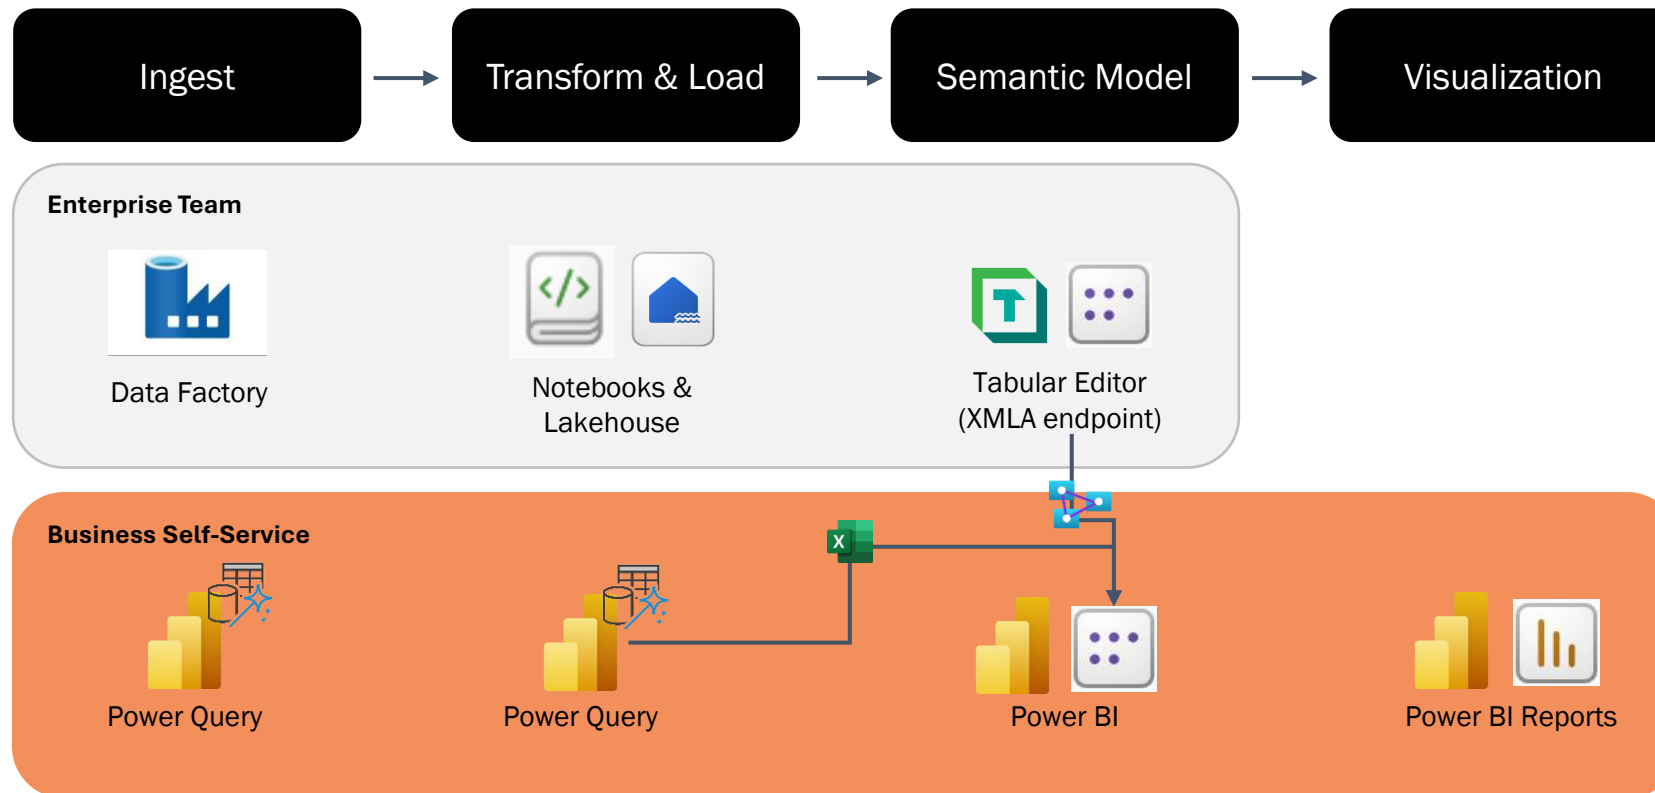 Ingest
Transform & Load
Semantic Model
Visualization
Enterprise Team
Data Factory
Notebooks &
Lakehouse
Tabular Editor
(XMLA endpoint)
Business Self-Service
X
Power Query
Power Query
Power BI
Power BI Reports